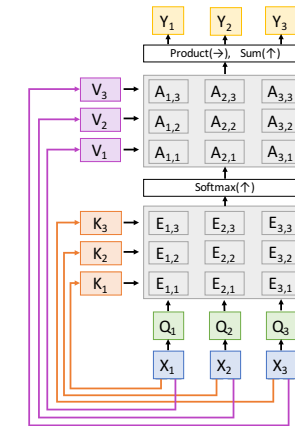 Y1 Y2 Y3
Product(→), Sum(↑)
V3 A1,3 A2,3 A3,3
V2 A1,2 A2,2 A3,2
V1 A1,1 A2,1 A3,1
Softmax(↑)
K3 E1,3 E2,3 E3,3
K2 E1,2 E2,2 E3,2
K1 E1,1 E2,1 E3,1
Q1 Q2 Q3
X1 X2 X3